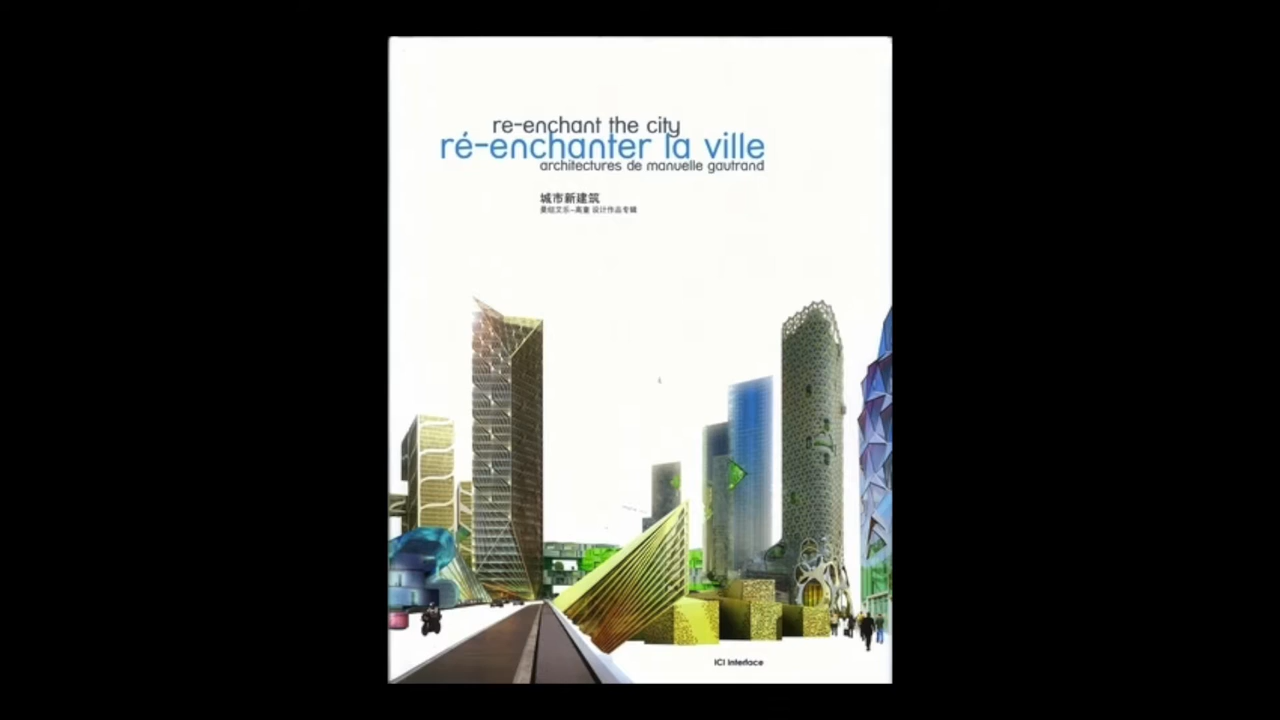 re-enchant the city
ré-enchanter la ville
architectures de manuelle gautrand
城市新建筑
设计作品专辑
ICI Interface